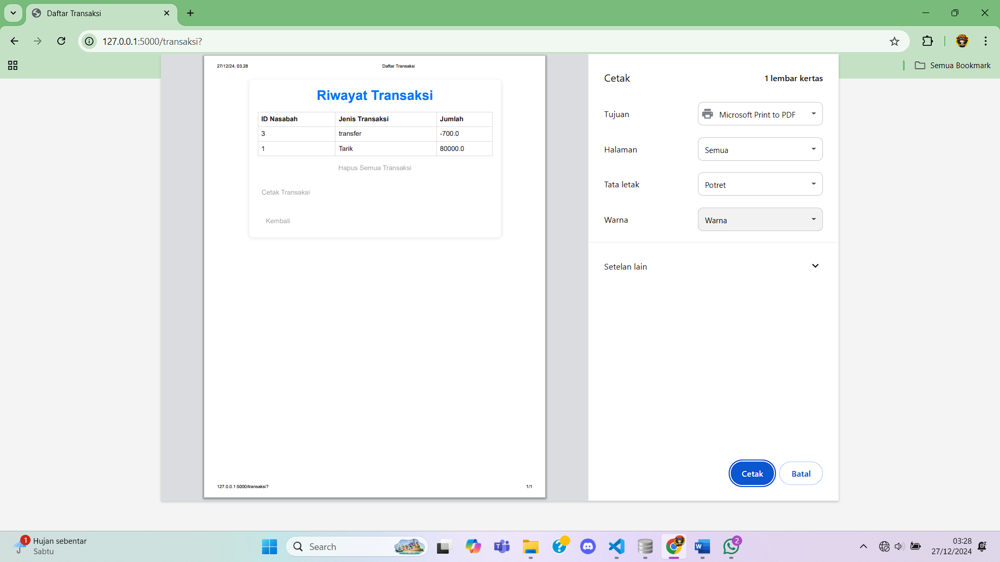 Daftar Transaksi
127.0.0.1:5000/transaksi?
Semua Bookmark
27/12/24, 03.28 Daftar Transaksi
Riwayat Transaksi
ID Nasabah Jenis Transaksi Jumlah
3 transfer -700.0
1 Tarik 80000.0
Hapus Semua Transaksi
Cetak Transaksi
Kembali
127.0.0.1:5000/transaksi? 1/1
Cetak 1 lembar kertas
Tujuan Microsoft Print to PDF
Halaman Semua
Tata letak Potret
Warna Warna
Setelan lain
Cetak Batal
1 Hujan sebentar
Sabtu
Search
2
03:28
27/12/2024